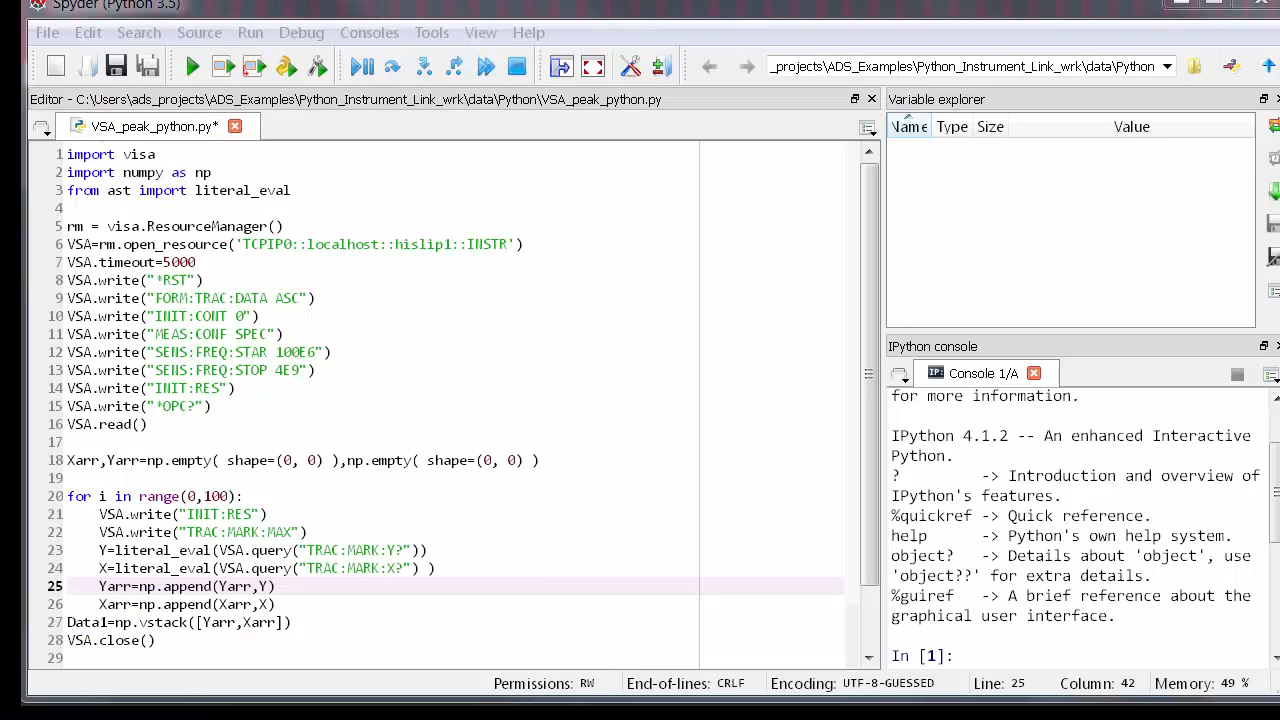 Spyder (Python 3.5)
File Edit Search Source Run Debug Consoles Tools View Help
_projects\ADS_Examples\Python_Instrument_Link_wrk\data\Python
Editor - C:\Users\ads_projects\ADS_Examples\Python_Instrument_Link_wrk\data\Python\VSA_peak_python.py
VSA_peak_python.py*
1 import visa
2 import numpy as np
3 from ast import literal_eval
4
5 rm = visa.ResourceManager()
6 VSA=rm.open_resource('TCPIP0::localhost::hislip1::INSTR')
7 VSA.timeout=5000
8 VSA.write("*RST")
9 VSA.write("FORM:TRAC:DATA ASC")
10 VSA.write("INIT:CONT 0")
11 VSA.write("MEAS:CONF SPEC")
12 VSA.write("SENS:FREQ:STAR 100E6")
13 VSA.write("SENS:FREQ:STOP 4E9")
14 VSA.write("INIT:RES")
15 VSA.write("*OPC?")
16 VSA.read()
17
18 Xarr,Yarr=np.empty( shape=(0, 0) ),np.empty( shape=(0, 0) )
19
20 for i in range(0,100):
21 VSA.write("INIT:RES")
22 VSA.write("TRAC:MARK:MAX")
23 Y=literal_eval(VSA.query("TRAC:MARK:Y?"))
24 X=literal_eval(VSA.query("TRAC:MARK:X?") )
25 Yarr=np.append(Yarr,Y)
26 Xarr=np.append(Xarr,X)
27 Data1=np.vstack([Yarr,Xarr])
28 VSA.close()
29
Variable explorer
Name Type Size Value
IPython console
IP: Console 1/A
for more information.
IPython 4.1.2 -- An enhanced Interactive
Python.
? -> Introduction and overview of
IPython's features.
%quickref -> Quick reference.
help -> Python's own help system.
object? -> Details about 'object', use
'object??' for extra details.
%guiref -> A brief reference about the
graphical user interface.
In [1]:
Permissions: RW End-of-lines: CRLF Encoding: UTF-8-GUESSED Line: 25 Column: 42 Memory: 49 %